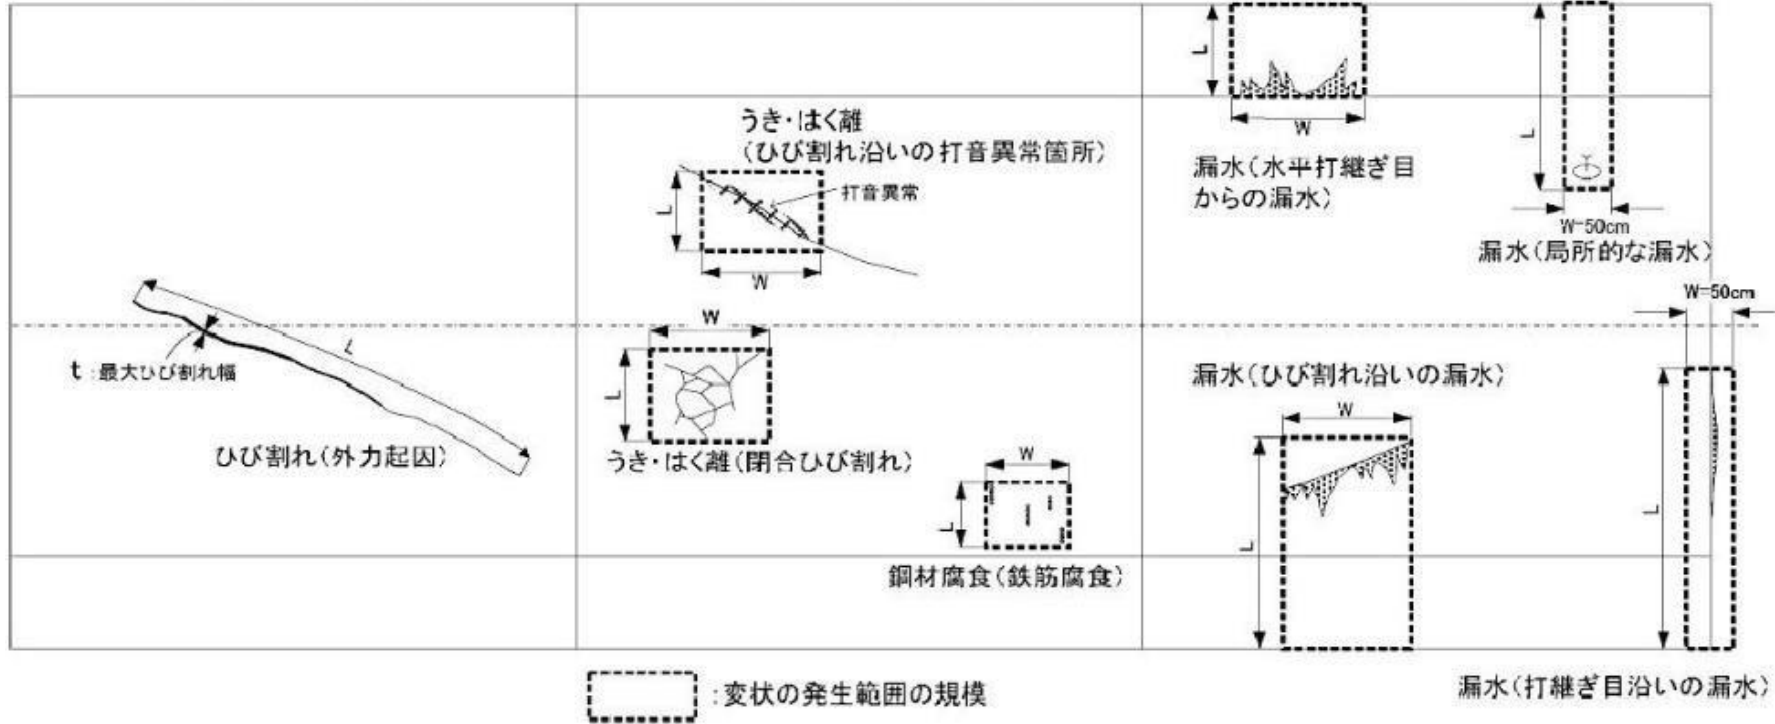 L
W
漏水(水平打継ぎ目
からの漏水)
L
W=50cm
漏水(局所的な漏水)
うき・はく離
(ひび割れ沿いの打音異常箇所)
打音異常
L
W
L
t:最大ひび割れ幅
ひび割れ(外力起因)
W
L
うき・はく離(閉合ひび割れ)
W
L
鋼材腐食(鉄筋腐食)
漏水(ひび割れ沿いの漏水)
W
L
W=50cm
L
漏水(打継ぎ目沿いの漏水)
:変状の発生範囲の規模